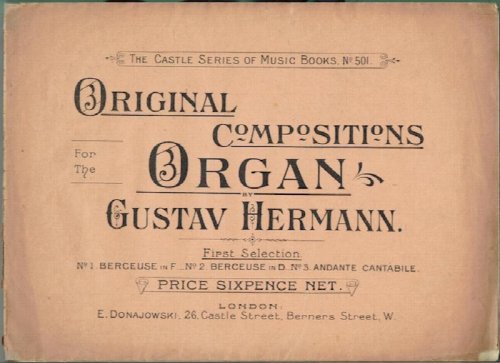 THE CASTLE SERIES OF MUSIC BOOKS, No 501.
ORIGINAL
COMPOSITIONS
For
The
ORGAN
BY
GUSTAV HERMANN.
First Selection
No 1. BERCEUSE IN F _ No 2. BERCEUSE IN D. No 3. ANDANTE CANTABILE.
PRICE SIXPENCE NET.
LONDON:
E. DONAJOWSKI, 26, Castle Street, Berners Street, W.